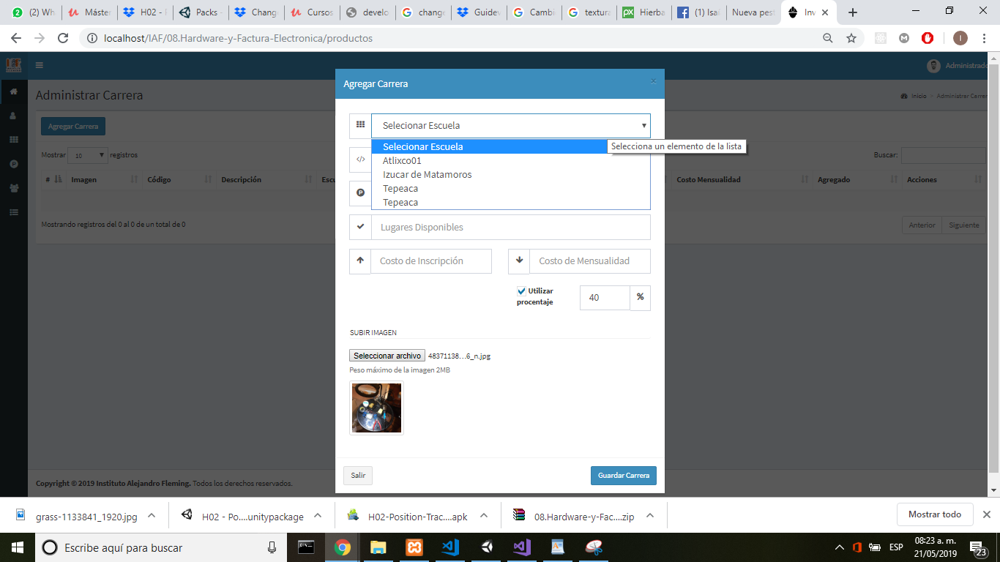 (2) Wh
Máster
H02 - P
Packs -
Change
Cursos
develo
change
Guidev
Cambi
textura
Hierba
(1) Isai
Nueva pest
Inv
localhost/IAF/08.Hardware-y-Factura-Electronica/productos
I
Administrado
Administrar Carrera
Inicio > Administrar Carrera
Agregar Carrera
Mostrar 10 registros
Buscar:
# Imagen Código Descripción Escu Costo Mensualidad Agregado Acciones
Mostrando registros del 0 al 0 de un total de 0
Anterior Siguiente
Agregar Carrera ×
Selecionar Escuela
Selecionar Escuela
Selecciona un elemento de la lista
Atlixco01
Izucar de Matamoros
Tepeaca
Tepeaca
Lugares Disponibles
Costo de Inscripción Costo de Mensualidad
Utilizar
procentaje
40 %
SUBIR IMAGEN
Seleccionar archivo 48371138...6_n.jpg
Peso máximo de la imagen 2MB
Salir Guardar Carrera
Copyright © 2019 Instituto Alejandro Fleming. Todos los derechos reservados.
grass-1133841_1920.jpg
H02 - Po....unitypackage
H02-Position-Trac....apk
08.Hardware-y-Fac....zip
Mostrar todo
Escribe aquí para buscar
ESP
08:23 a. m.
21/05/2019
23